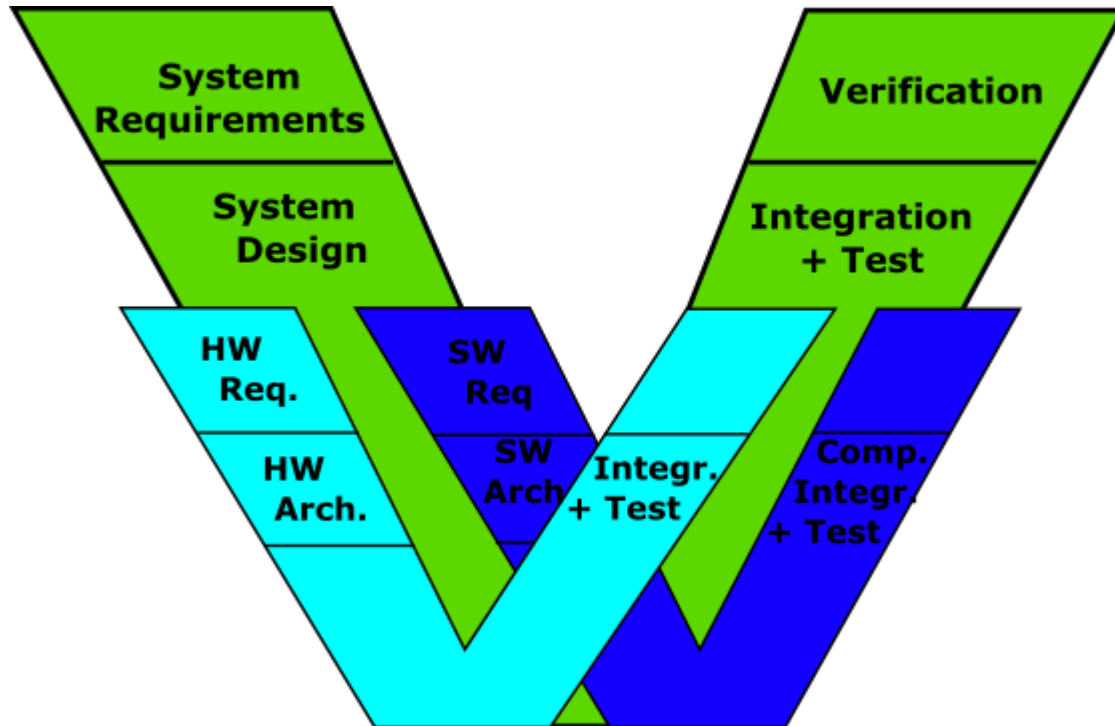 System
Requirements
System
Design
HW
Req.
HW
Arch.
SW
Req
SW
Arch
Integr.
+ Test
Verification
Integration
+ Test
Comp.
Integr.
+ Test